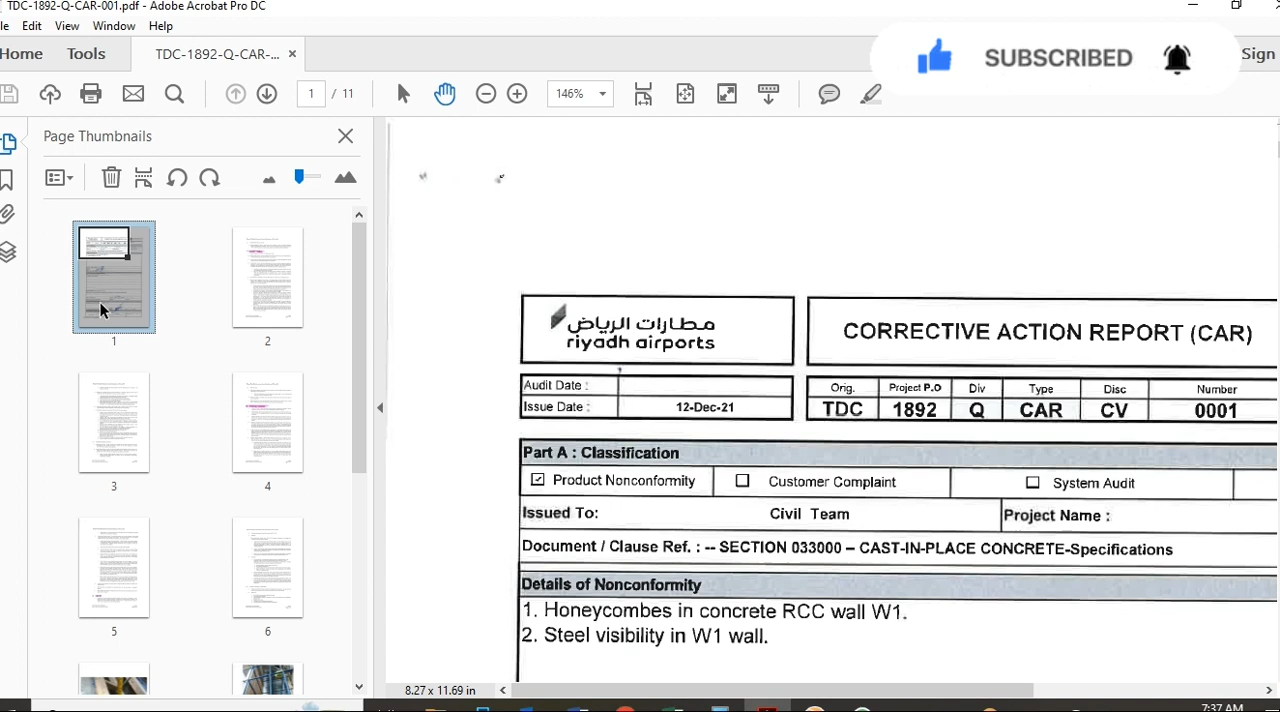 TDC-1892-Q-CAR-001.pdf - Adobe Acrobat Pro DC
Edit View Window Help
Home Tools TDC-1892-Q-CAR-... ×
SUBSCRIBED
Sign
1 / 11 146%
Page Thumbnails
1
2
3
4
5
6
مطارات الرياض
riyadh airports
CORRECTIVE ACTION REPORT (CAR)
Audit Date :
Issue Date : 12-Dec-21
Orig. Project P.O Div Type Disc Number
TDC 1892 Q CAR CV 0001
Part A : Classification
Product Nonconformity Customer Complaint System Audit
Issued To: Civil Team Project Name :
Document / Clause Ref. : – SECTION 033000 – CAST-IN-PLACE CONCRETE-Specifications
Details of Nonconformity
1. Honeycombes in concrete RCC wall W1.
2. Steel visibility in W1 wall.
8.27 x 11.69 in
7:37 AM